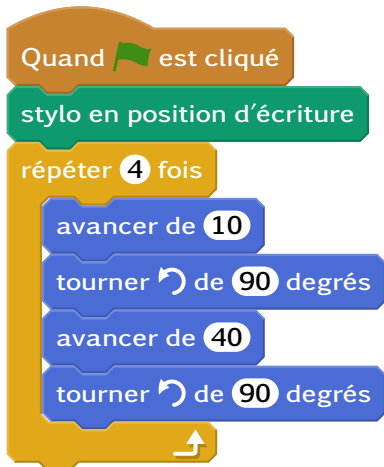 Quand est cliqué
stylo en position d'écriture
répéter 4 fois
avancer de 10
tourner de 90 degrés
avancer de 40
tourner de 90 degrés